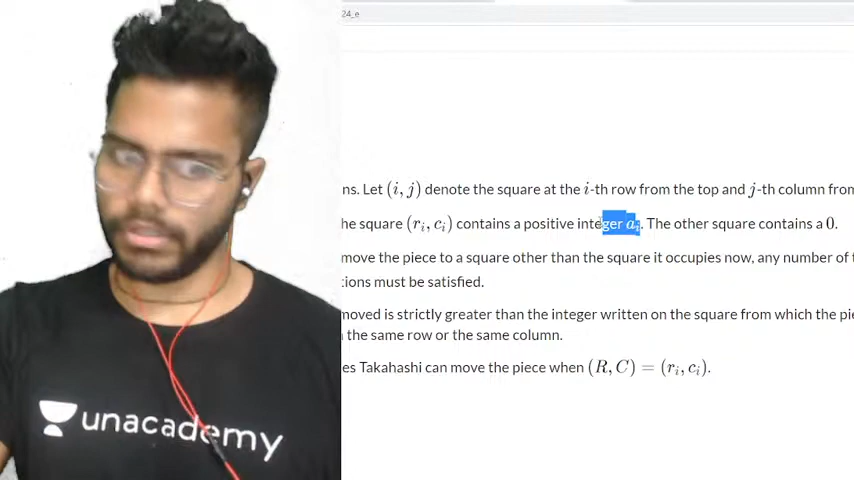 24_e
ns. Let (i, j) denote the square at the i-th row from the top and j-th column from
he square (rᵢ, cᵢ) contains a positive integer aᵢ. The other square contains a 0.
move the piece to a square other than the square it occupies now, any number of t
tions must be satisfied.
moved is strictly greater than the integer written on the square from which the pie
the same row or the same column.
es Takahashi can move the piece when (R, C) = (rᵢ, cᵢ).
unacademy